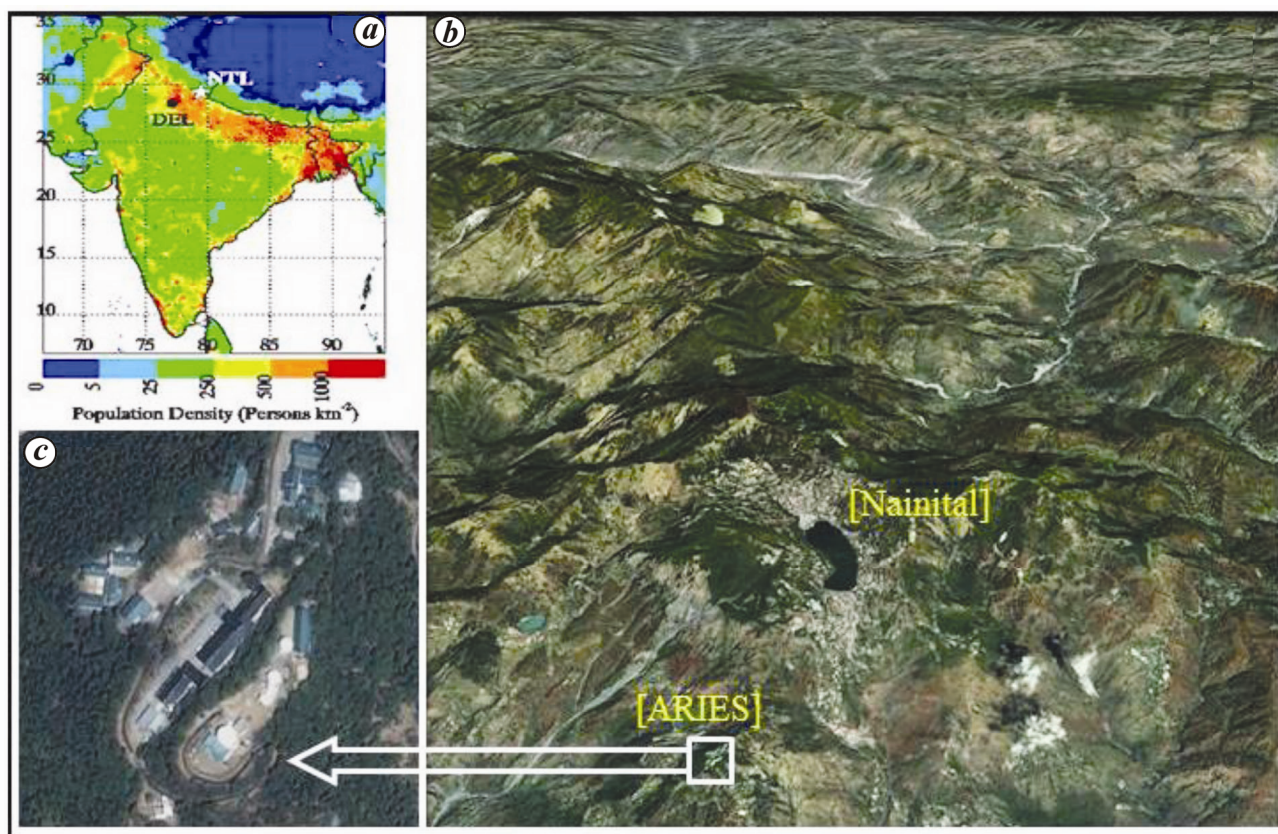 a
35
30
25
20
15
10
NTL
DEL
70 75 80 85 90
0 5 25 250 500 1000
Population Density (Persons km⁻²)
b
[Nainital]
[ARIES]
c